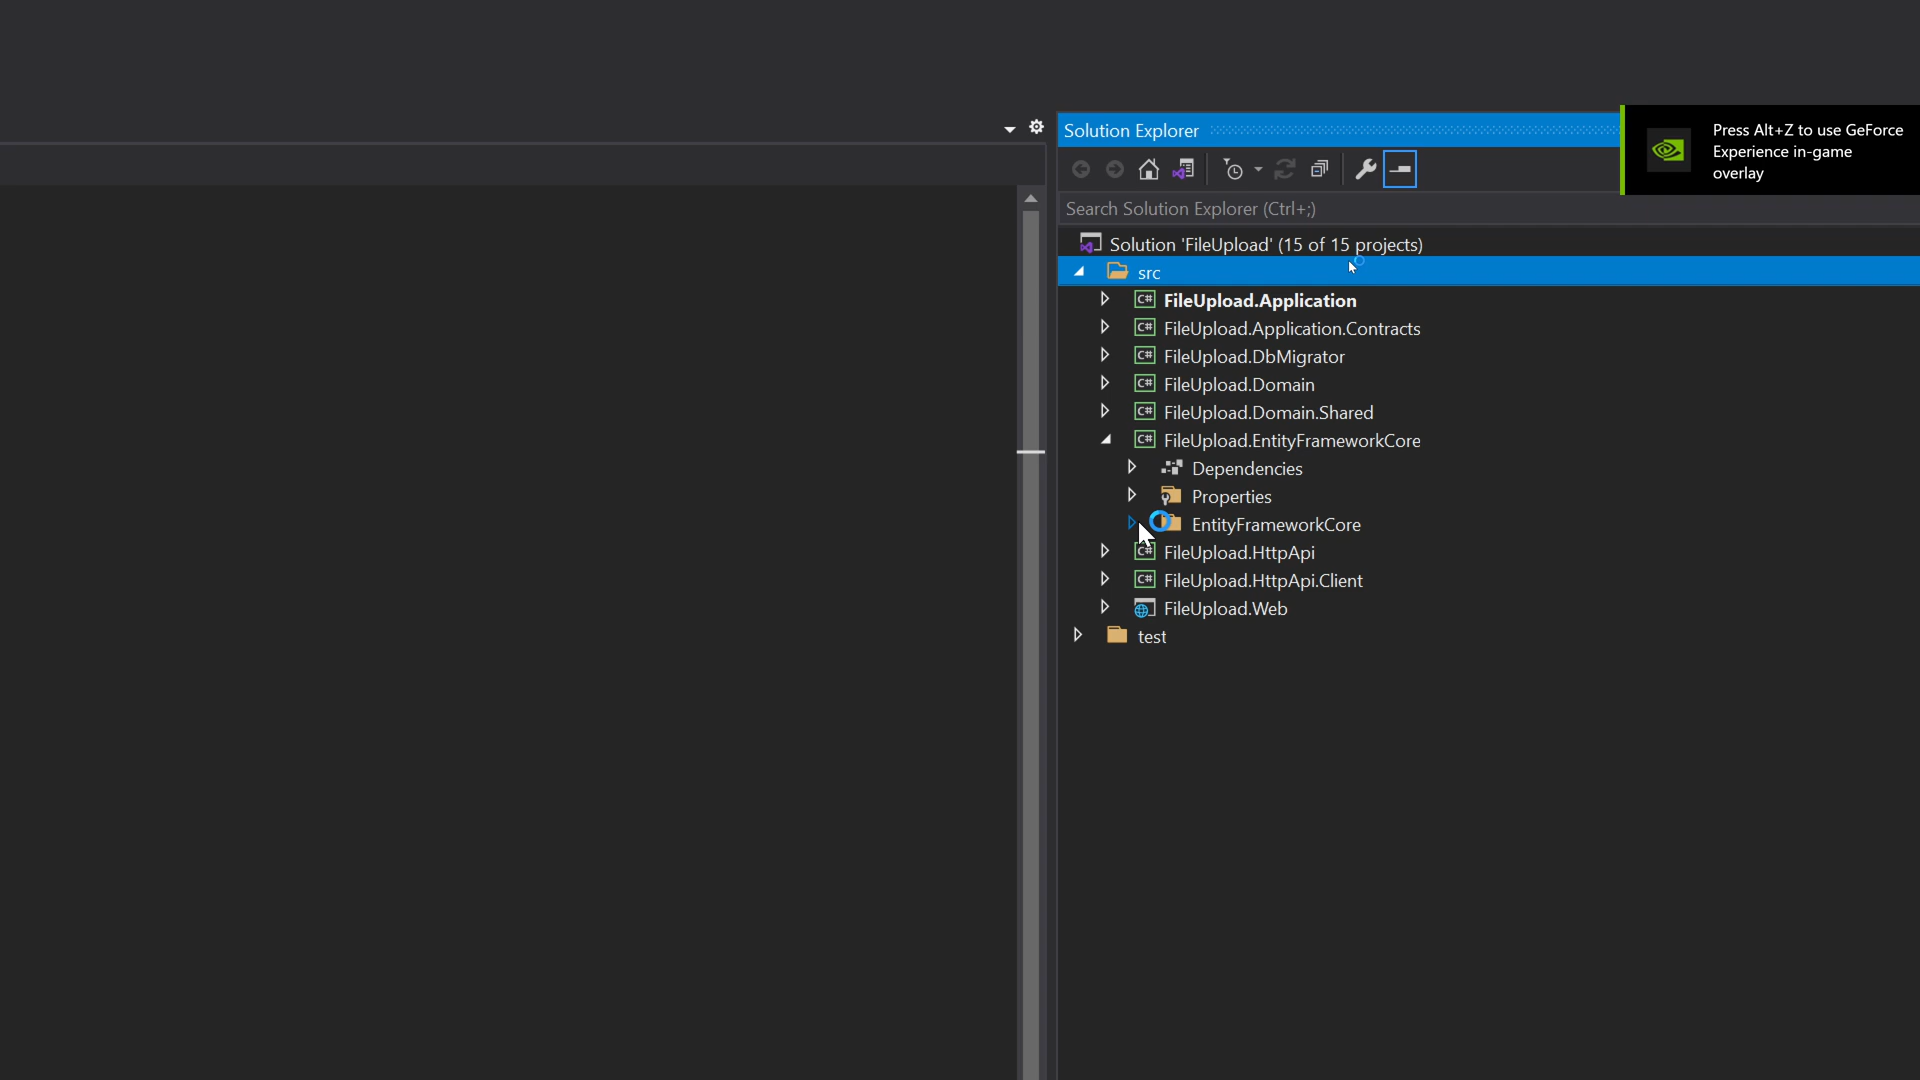 Solution Explorer
Press Alt+Z to use GeForce
Experience in-game
overlay
Search Solution Explorer (Ctrl+;)
Solution 'FileUpload' (15 of 15 projects)
src
C# FileUpload.Application
C# FileUpload.Application.Contracts
C# FileUpload.DbMigrator
C# FileUpload.Domain
C# FileUpload.Domain.Shared
C# FileUpload.EntityFrameworkCore
Dependencies
Properties
EntityFrameworkCore
C# FileUpload.HttpApi
C# FileUpload.HttpApi.Client
FileUpload.Web
test